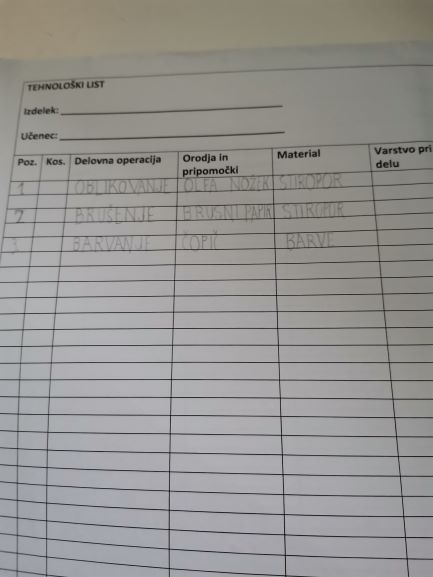 TEHNOLOŠKI LIST
Izdelek:
Učenec:
Poz. Kos. Delovna operacija Orodja in pripomočki Material Varstvo pri delu
1 OBLIKOVANJE OLFA NOŽEK STIROPOR
2 BRUŠENJE BRUSNI PAPIR STIROPOR
3 BARVANJE ČOPIČ BARVE